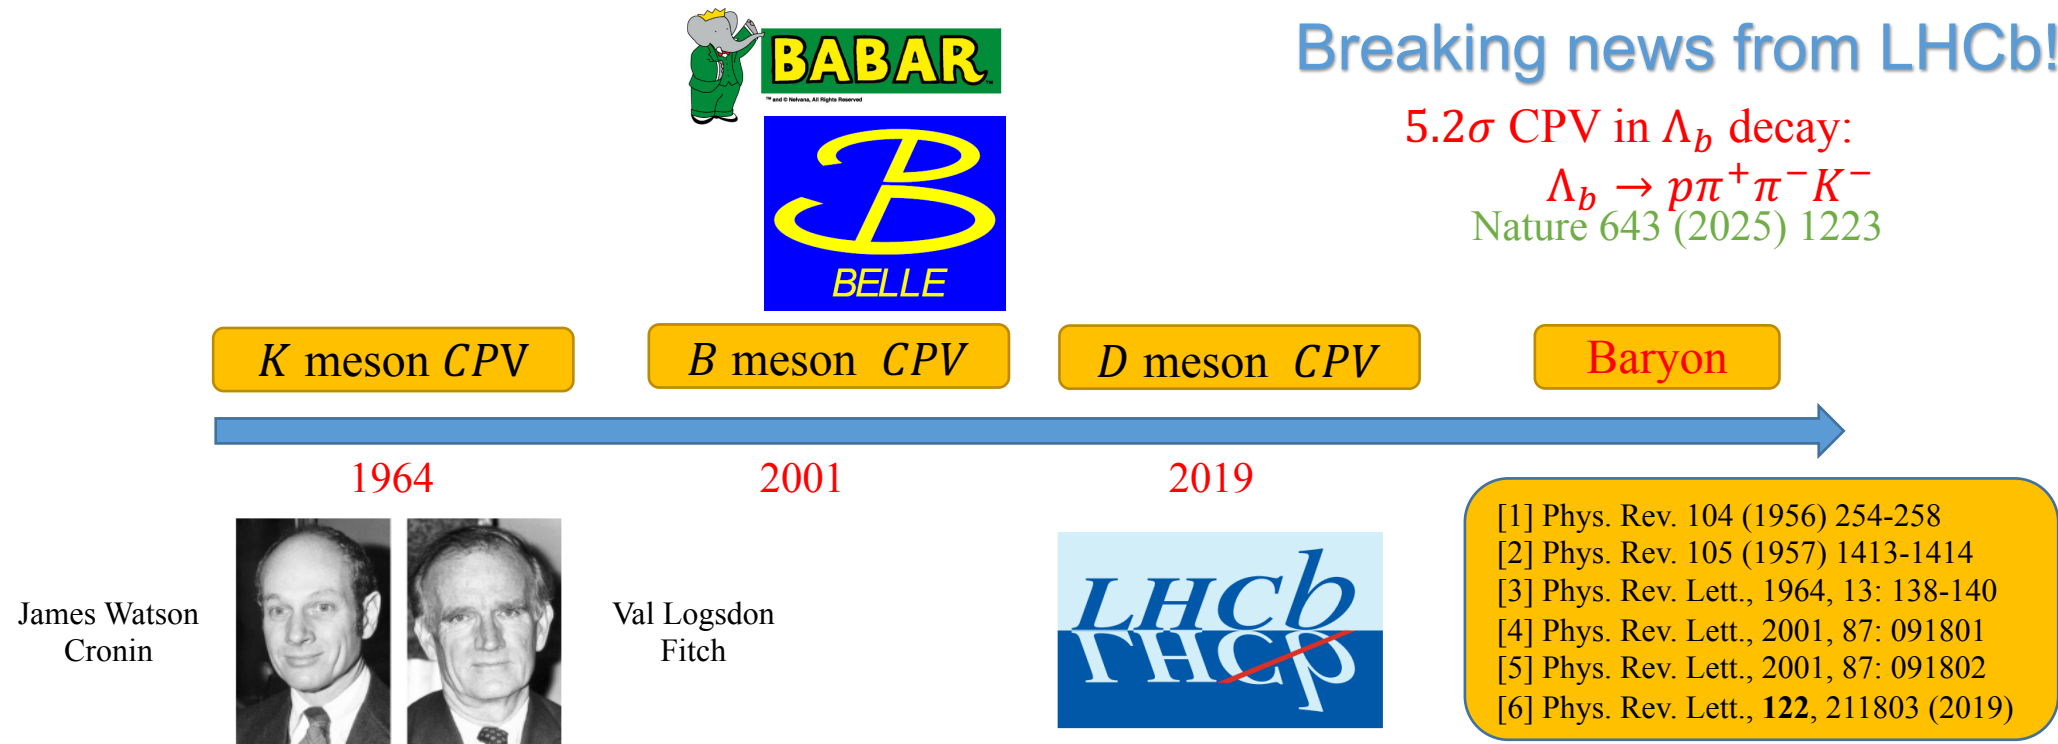 BABAR
™ and © Nelvana, All Rights Reserved
BELLE
Breaking news from LHCb!
5.2σ CPV in Λ_b decay:
Λ_b → pπ⁺π⁻K⁻
Nature 643 (2025) 1223
K meson CPV
B meson CPV
D meson CPV
Baryon
1964
2001
2019
James Watson
Cronin
Val Logsdon
Fitch
LHCb
LHCb
[1] Phys. Rev. 104 (1956) 254-258
[2] Phys. Rev. 105 (1957) 1413-1414
[3] Phys. Rev. Lett., 1964, 13: 138-140
[4] Phys. Rev. Lett., 2001, 87: 091801
[5] Phys. Rev. Lett., 2001, 87: 091802
[6] Phys. Rev. Lett., 122, 211803 (2019)